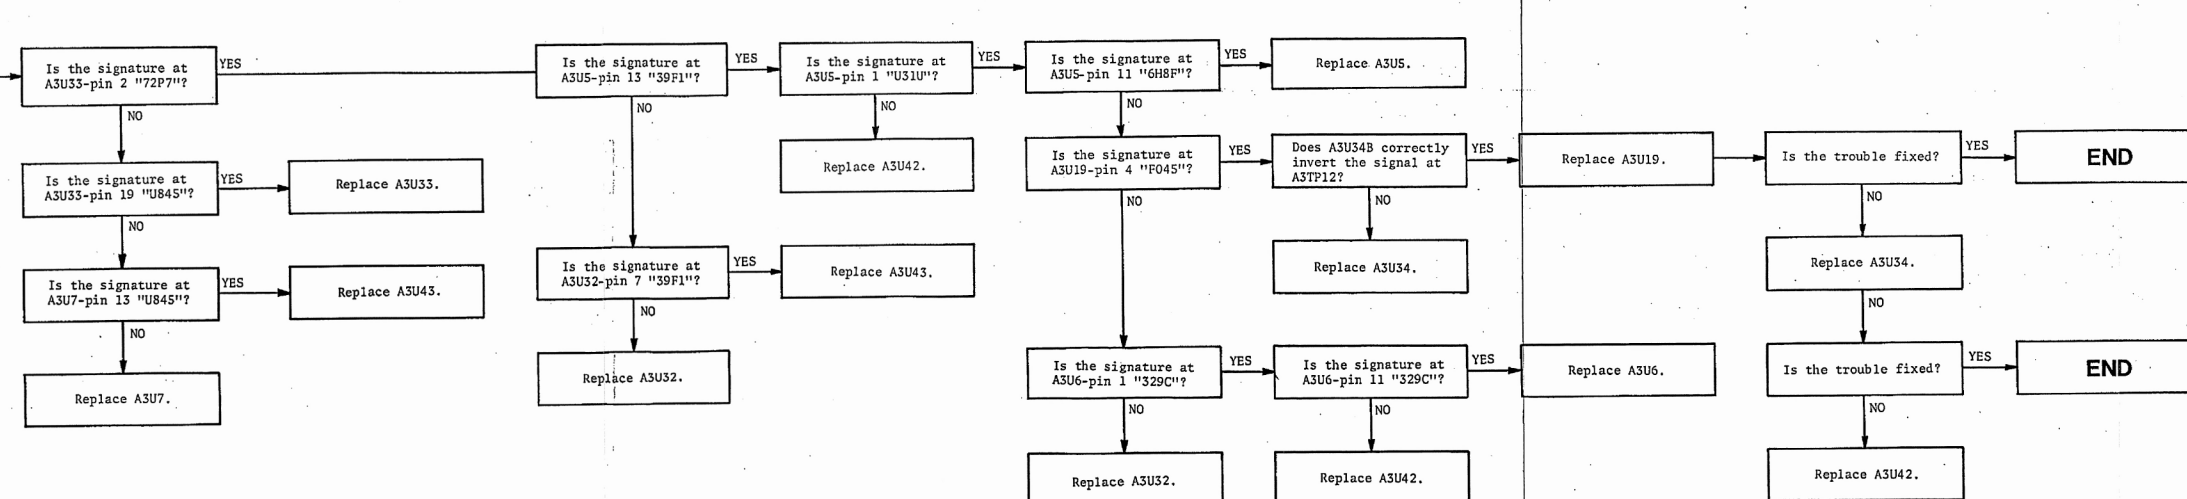 Is the signature at
A3U33-pin 2 "72P7"?
YES
NO
Is the signature at
A3U33-pin 19 "U845"?
YES
Replace A3U33.
NO
Is the signature at
A3U7-pin 13 "U845"?
YES
Replace A3U43.
NO
Replace A3U7.
Is the signature at
A3U5-pin 13 "39F1"?
YES
NO
Is the signature at
A3U32-pin 7 "39F1"?
YES
Replace A3U43.
NO
Replace A3U32.
Is the signature at
A3U5-pin 1 "U31U"?
YES
NO
Replace A3U42.
Is the signature at
A3U5-pin 11 "6H8F"?
YES
Replace A3U5.
NO
Is the signature at
A3U19-pin 4 "F045"?
YES
Does A3U34B correctly
invert the signal at
A3TP12?
YES
Replace A3U19.
NO
Replace A3U34.
NO
Is the signature at
A3U6-pin 1 "329C"?
YES
Is the signature at
A3U6-pin 11 "329C"?
YES
Replace A3U6.
NO
Replace A3U32.
NO
Replace A3U42.
Is the trouble fixed?
YES
END
NO
Replace A3U34.
NO
Is the trouble fixed?
YES
END
NO
Replace A3U42.